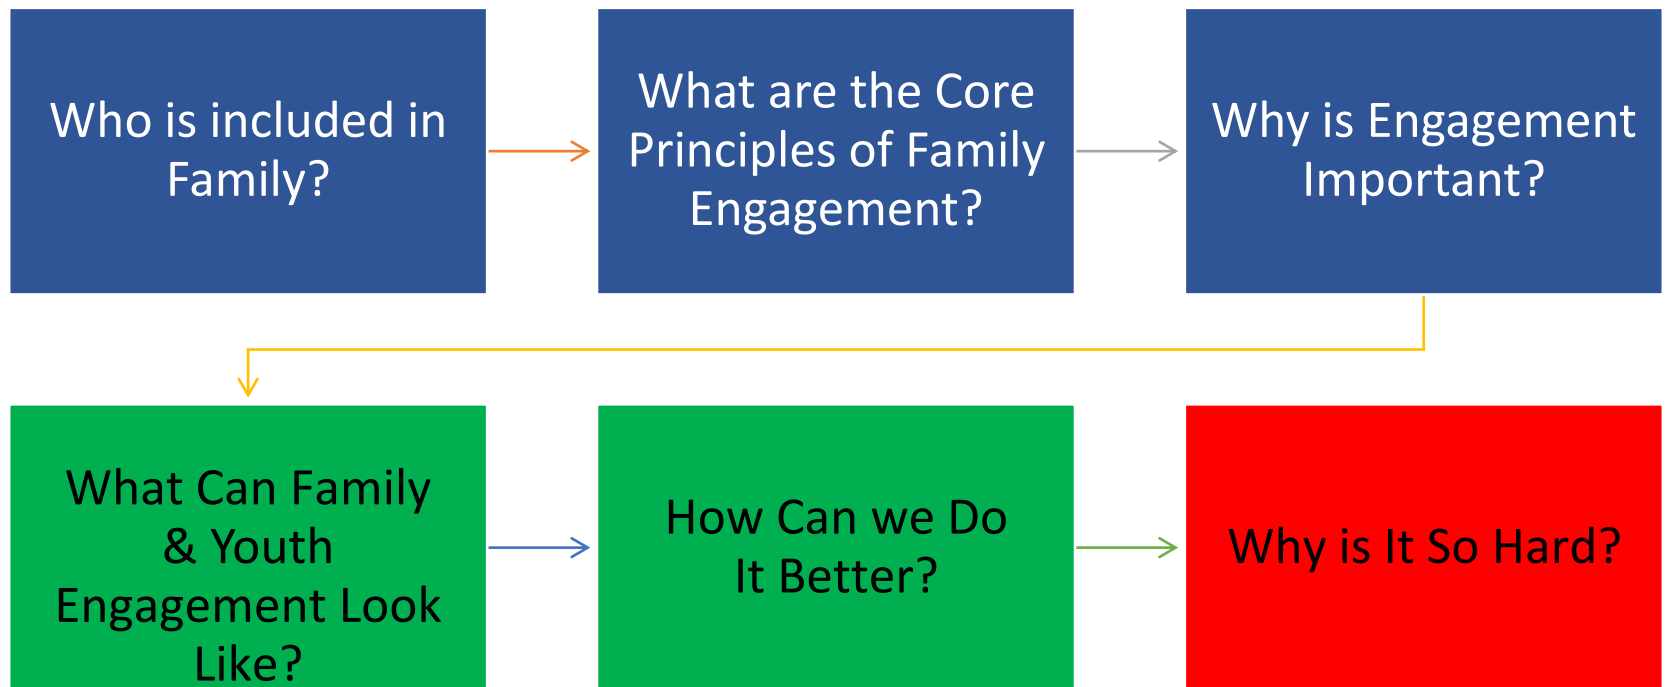 Who is included in
Family?
What are the Core
Principles of Family
Engagement?
Why is Engagement
Important?
What Can Family
& Youth
Engagement Look
Like?
How Can we Do
It Better?
Why is It So Hard?